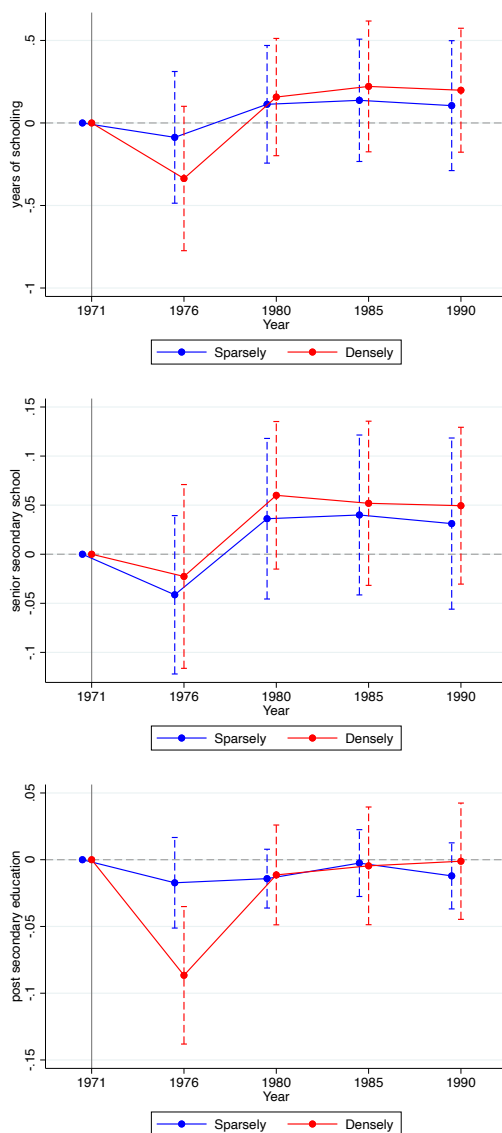 .5
0
-.5
-1
years of schooling
1971 1976 1980 1985 1990
Year
Sparsely Densely
.15
.1
.05
0
-.05
-.1
senior secondary school
1971 1976 1980 1985 1990
Year
Sparsely Densely
.05
0
-.05
-.1
-.15
post secondary education
1971 1976 1980 1985 1990
Year
Sparsely Densely